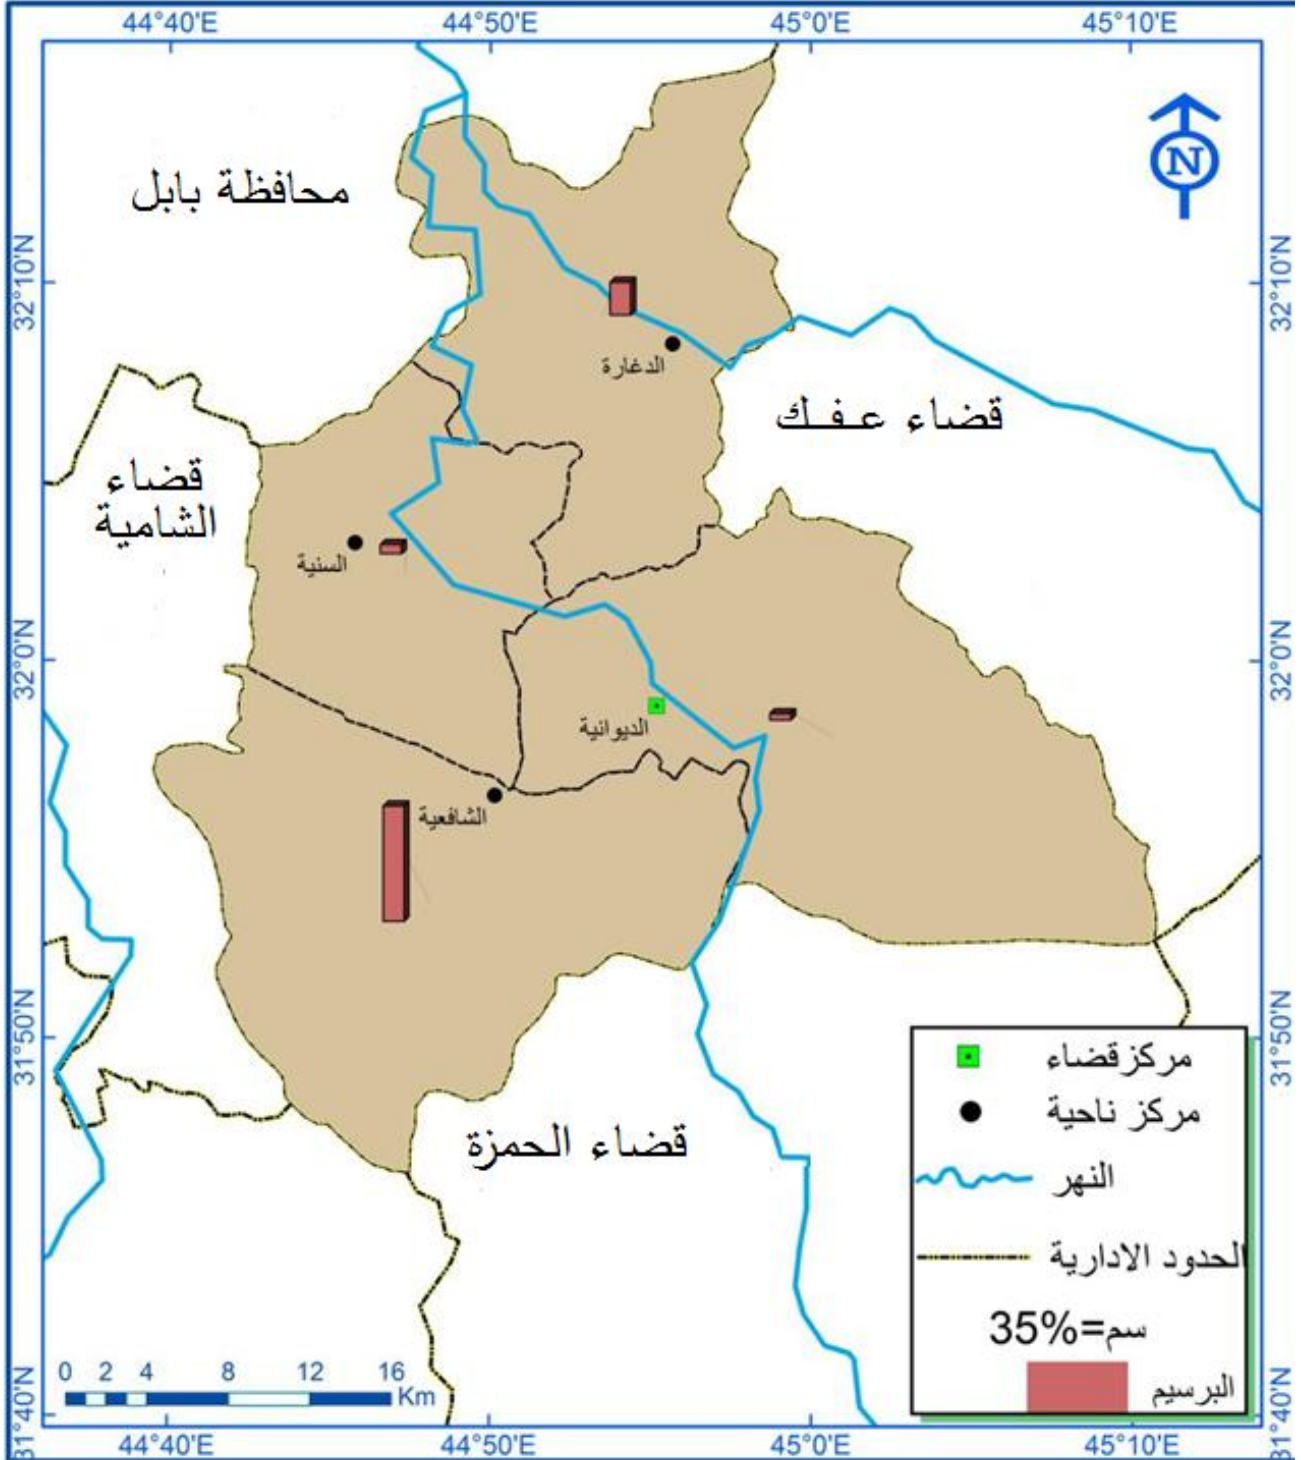 44°40'E
44°50'E
45°0'E
45°10'E
N
محافظة بابل
32°10'N
32°10'N
الدغارة
قضاء عـفـك
قضاء
الشامية
السنية
32°0'N
32°0'N
الديوانية
الشافعية
31°50'N
31°50'N
قضاء الحمزة
مركز قضاء
مركز ناحية
النهر
الحدود الادارية
سم=35%
البرسيم
0 2 4 8 12 16
Km
31°40'N
31°40'N
44°40'E
44°50'E
45°0'E
45°10'E